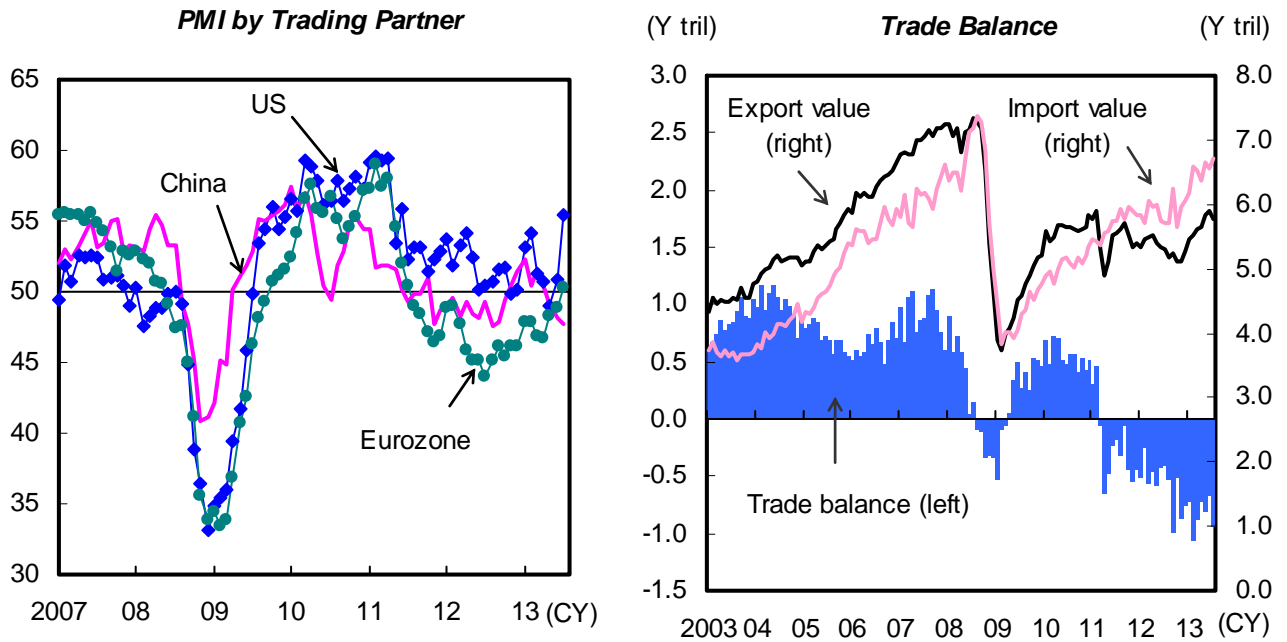 PMI by Trading Partner
65
60
55
50
45
40
35
30
US
China
Eurozone
2007 08 09 10 11 12 13 (CY)
(Y tril) Trade Balance (Y tril)
3.0
2.5
2.0
1.5
1.0
0.5
0.0
-0.5
-1.0
-1.5
8.0
7.0
6.0
5.0
4.0
3.0
2.0
1.0
0.0
Export value
(right)
Import value
(right)
Trade balance (left)
2003 04 05 06 07 08 09 10 11 12 13 (CY)